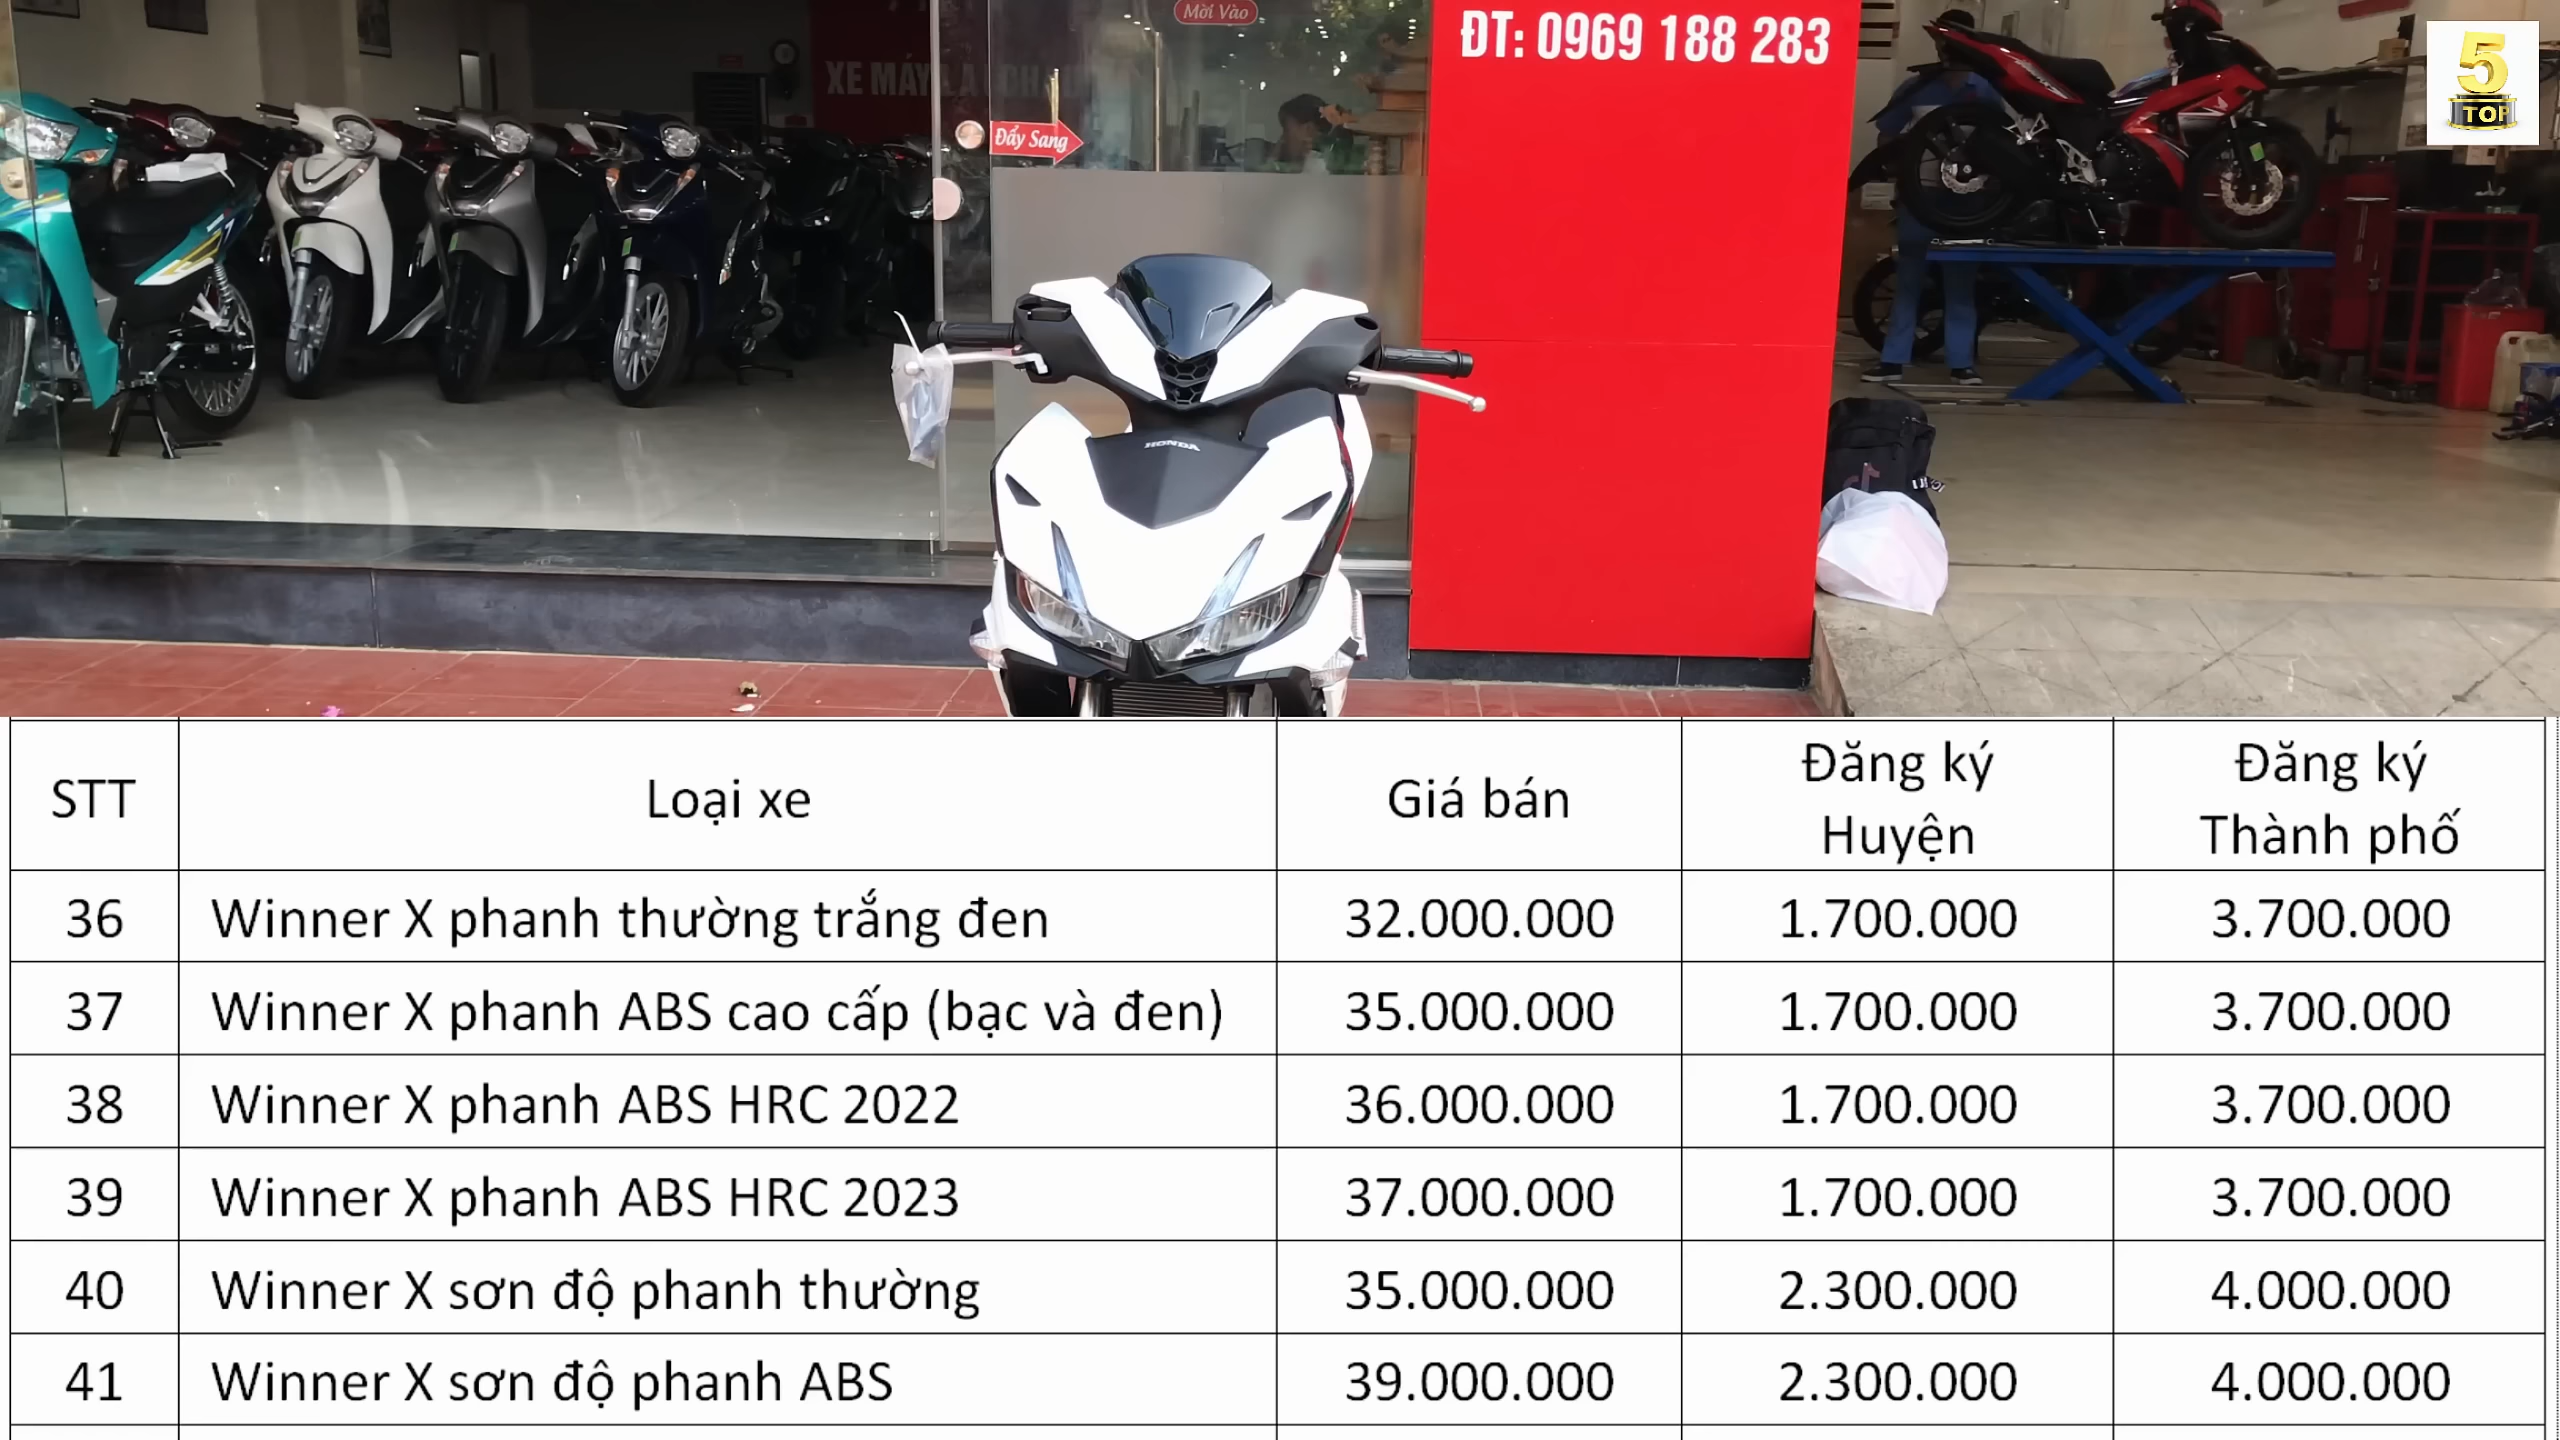 Mời Vào
ĐT: 0969 188 283
5
TOP
XE MÁY
Đẩy Sang
HONDA
STT Loại xe Giá bán Đăng ký Huyện Đăng ký Thành phố
36 Winner X phanh thường trắng đen 32.000.000 1.700.000 3.700.000
37 Winner X phanh ABS cao cấp (bạc và đen) 35.000.000 1.700.000 3.700.000
38 Winner X phanh ABS HRC 2022 36.000.000 1.700.000 3.700.000
39 Winner X phanh ABS HRC 2023 37.000.000 1.700.000 3.700.000
40 Winner X sơn độ phanh thường 35.000.000 2.300.000 4.000.000
41 Winner X sơn độ phanh ABS 39.000.000 2.300.000 4.000.000